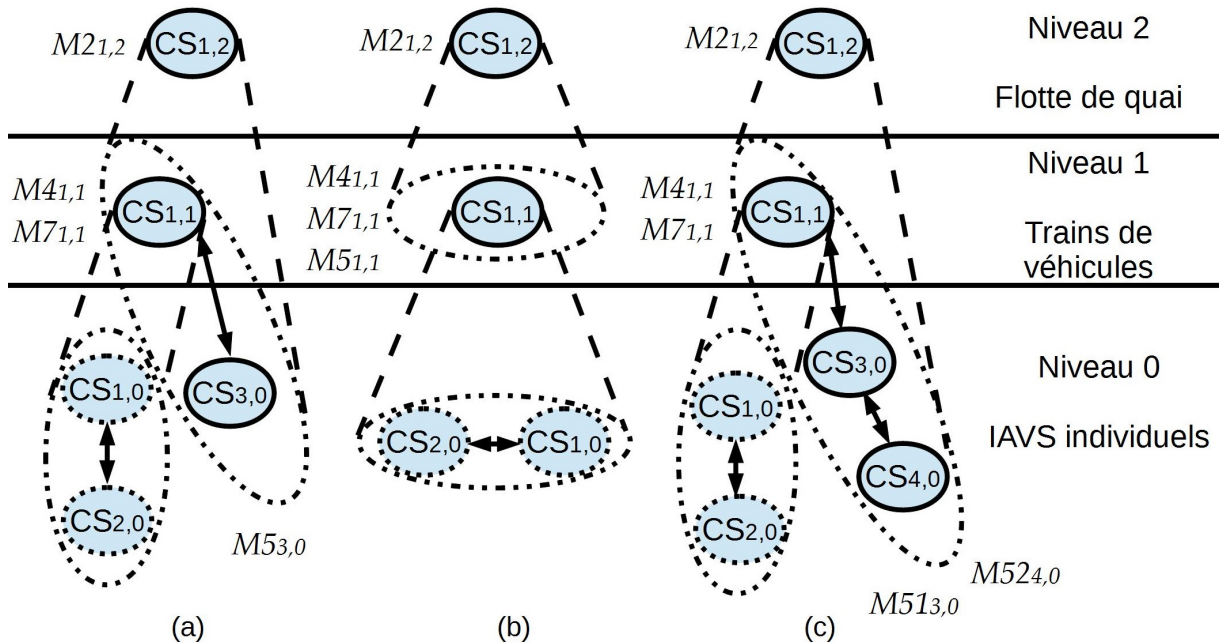 M21,2 CS1,2 M21,2 CS1,2 M21,2 CS1,2 Niveau 2
Flotte de quai
M41,1 CS1,1 M41,1 CS1,1 M41,1 CS1,1 Niveau 1
M71,1 M71,1 M71,1
M51,1
Trains de
véhicules
CS1,0 CS3,0 CS3,0 Niveau 0
CS1,0
CS2,0 CS1,0 IAVS individuels
CS4,0
CS2,0 CS2,0
M53,0 M524,0
M513,0
(a) (b) (c)